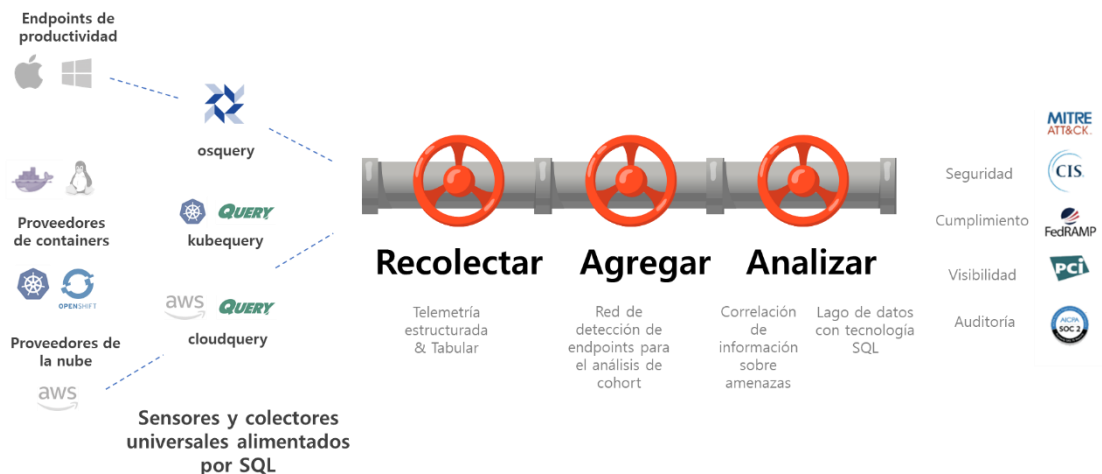 Endpoints de
productividad
osquery
Proveedores
de containers
OPENSHIFT
QUERY
kubequery
aws
QUERY
cloudquery
Proveedores de
la nube
aws
Sensores y colectores
universales alimentados
por SQL
Recolectar
Telemetría
estructurada
& Tabular
Agregar
Red de
detección de
endpoints para
el análisis de
cohort
Analizar
Correlación
de
información
sobre
amenazas
Lago de datos
con tecnología
SQL
Seguridad
Cumplimiento
Visibilidad
Auditoría
MITRE
ATT&CK
CIS
FedRAMP
PCI
AICPA
SOC 2